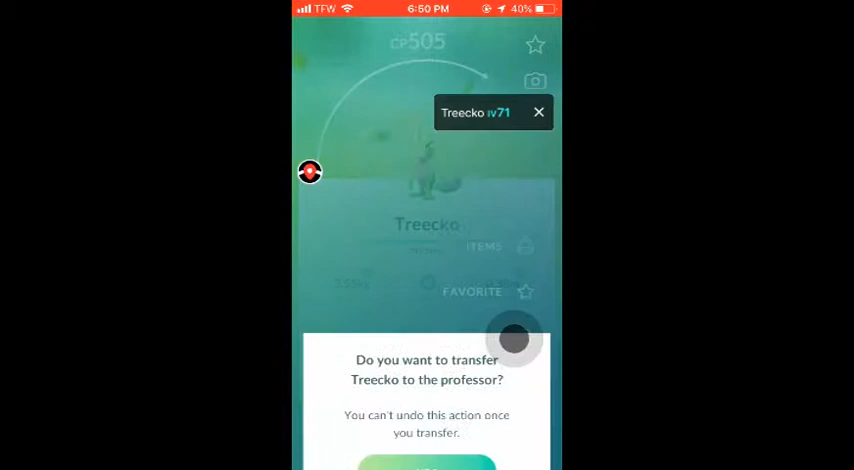 TFW 6:50 PM 40%
CP505
Treecko IV71 ×
Treecko
ITEMS
FAVORITE
Do you want to transfer
Treecko to the professor?
You can't undo this action once
you transfer.